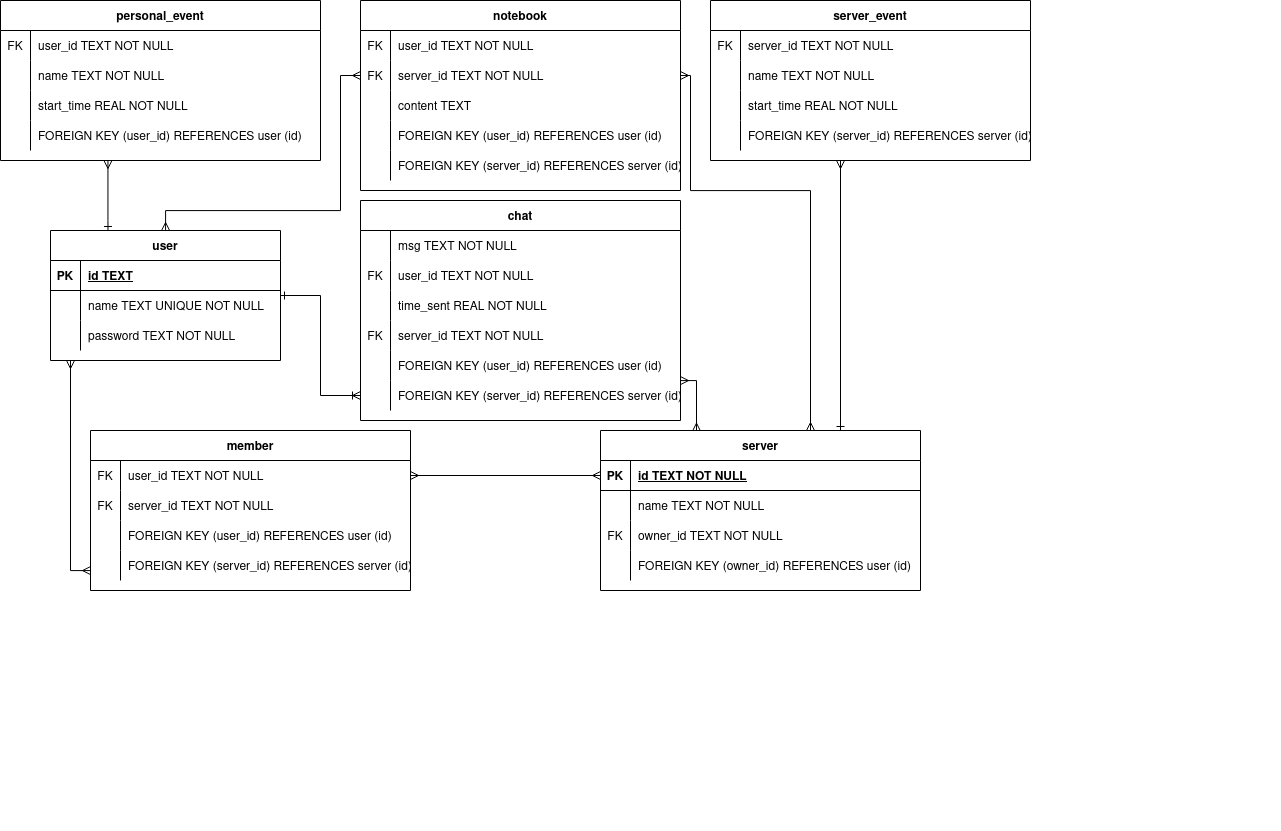 personal_event
FK user_id TEXT NOT NULL
name TEXT NOT NULL
start_time REAL NOT NULL
FOREIGN KEY (user_id) REFERENCES user (id)
notebook
FK user_id TEXT NOT NULL
FK server_id TEXT NOT NULL
content TEXT
FOREIGN KEY (user_id) REFERENCES user (id)
FOREIGN KEY (server_id) REFERENCES server (id)
server_event
FK server_id TEXT NOT NULL
name TEXT NOT NULL
start_time REAL NOT NULL
FOREIGN KEY (server_id) REFERENCES server (id)
user
PK id TEXT
name TEXT UNIQUE NOT NULL
password TEXT NOT NULL
chat
msg TEXT NOT NULL
FK user_id TEXT NOT NULL
time_sent REAL NOT NULL
FK server_id TEXT NOT NULL
FOREIGN KEY (user_id) REFERENCES user (id)
FOREIGN KEY (server_id) REFERENCES server (id)
member
FK user_id TEXT NOT NULL
FK server_id TEXT NOT NULL
FOREIGN KEY (user_id) REFERENCES user (id)
FOREIGN KEY (server_id) REFERENCES server (id)
server
PK id TEXT NOT NULL
name TEXT NOT NULL
FK owner_id TEXT NOT NULL
FOREIGN KEY (owner_id) REFERENCES user (id)